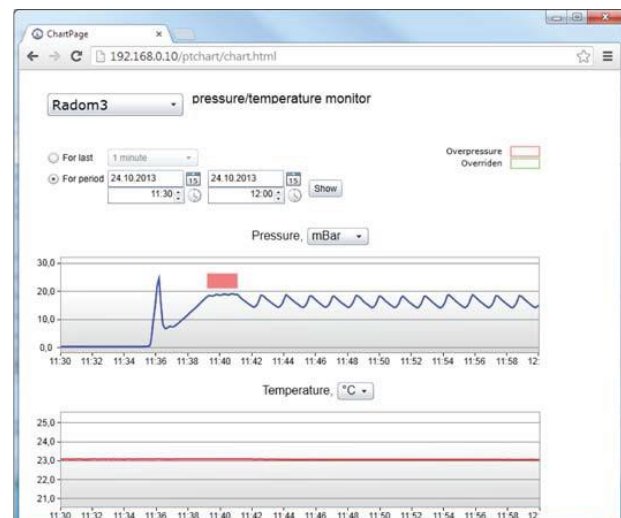 ChartPage
192.168.0.10/ptchart/chart.html
Radom3 pressure/temperature monitor
For last 1 minute
Overpressure
Overriden
For period 24.10.2013 15 24.10.2013 15
11:30 12:00 Show
Pressure, mBar
30,0
20,0
10,0
0,0
11:30 11:32 11:34 11:36 11:38 11:40 11:42 11:44 11:46 11:48 11:50 11:52 11:54 11:56 11:58 12:
Temperature, °C
25,0
24,0
23,0
22,0
21,0
11:30 11:32 11:34 11:36 11:38 11:40 11:42 11:44 11:46 11:48 11:50 11:52 11:54 11:56 11:58 12: